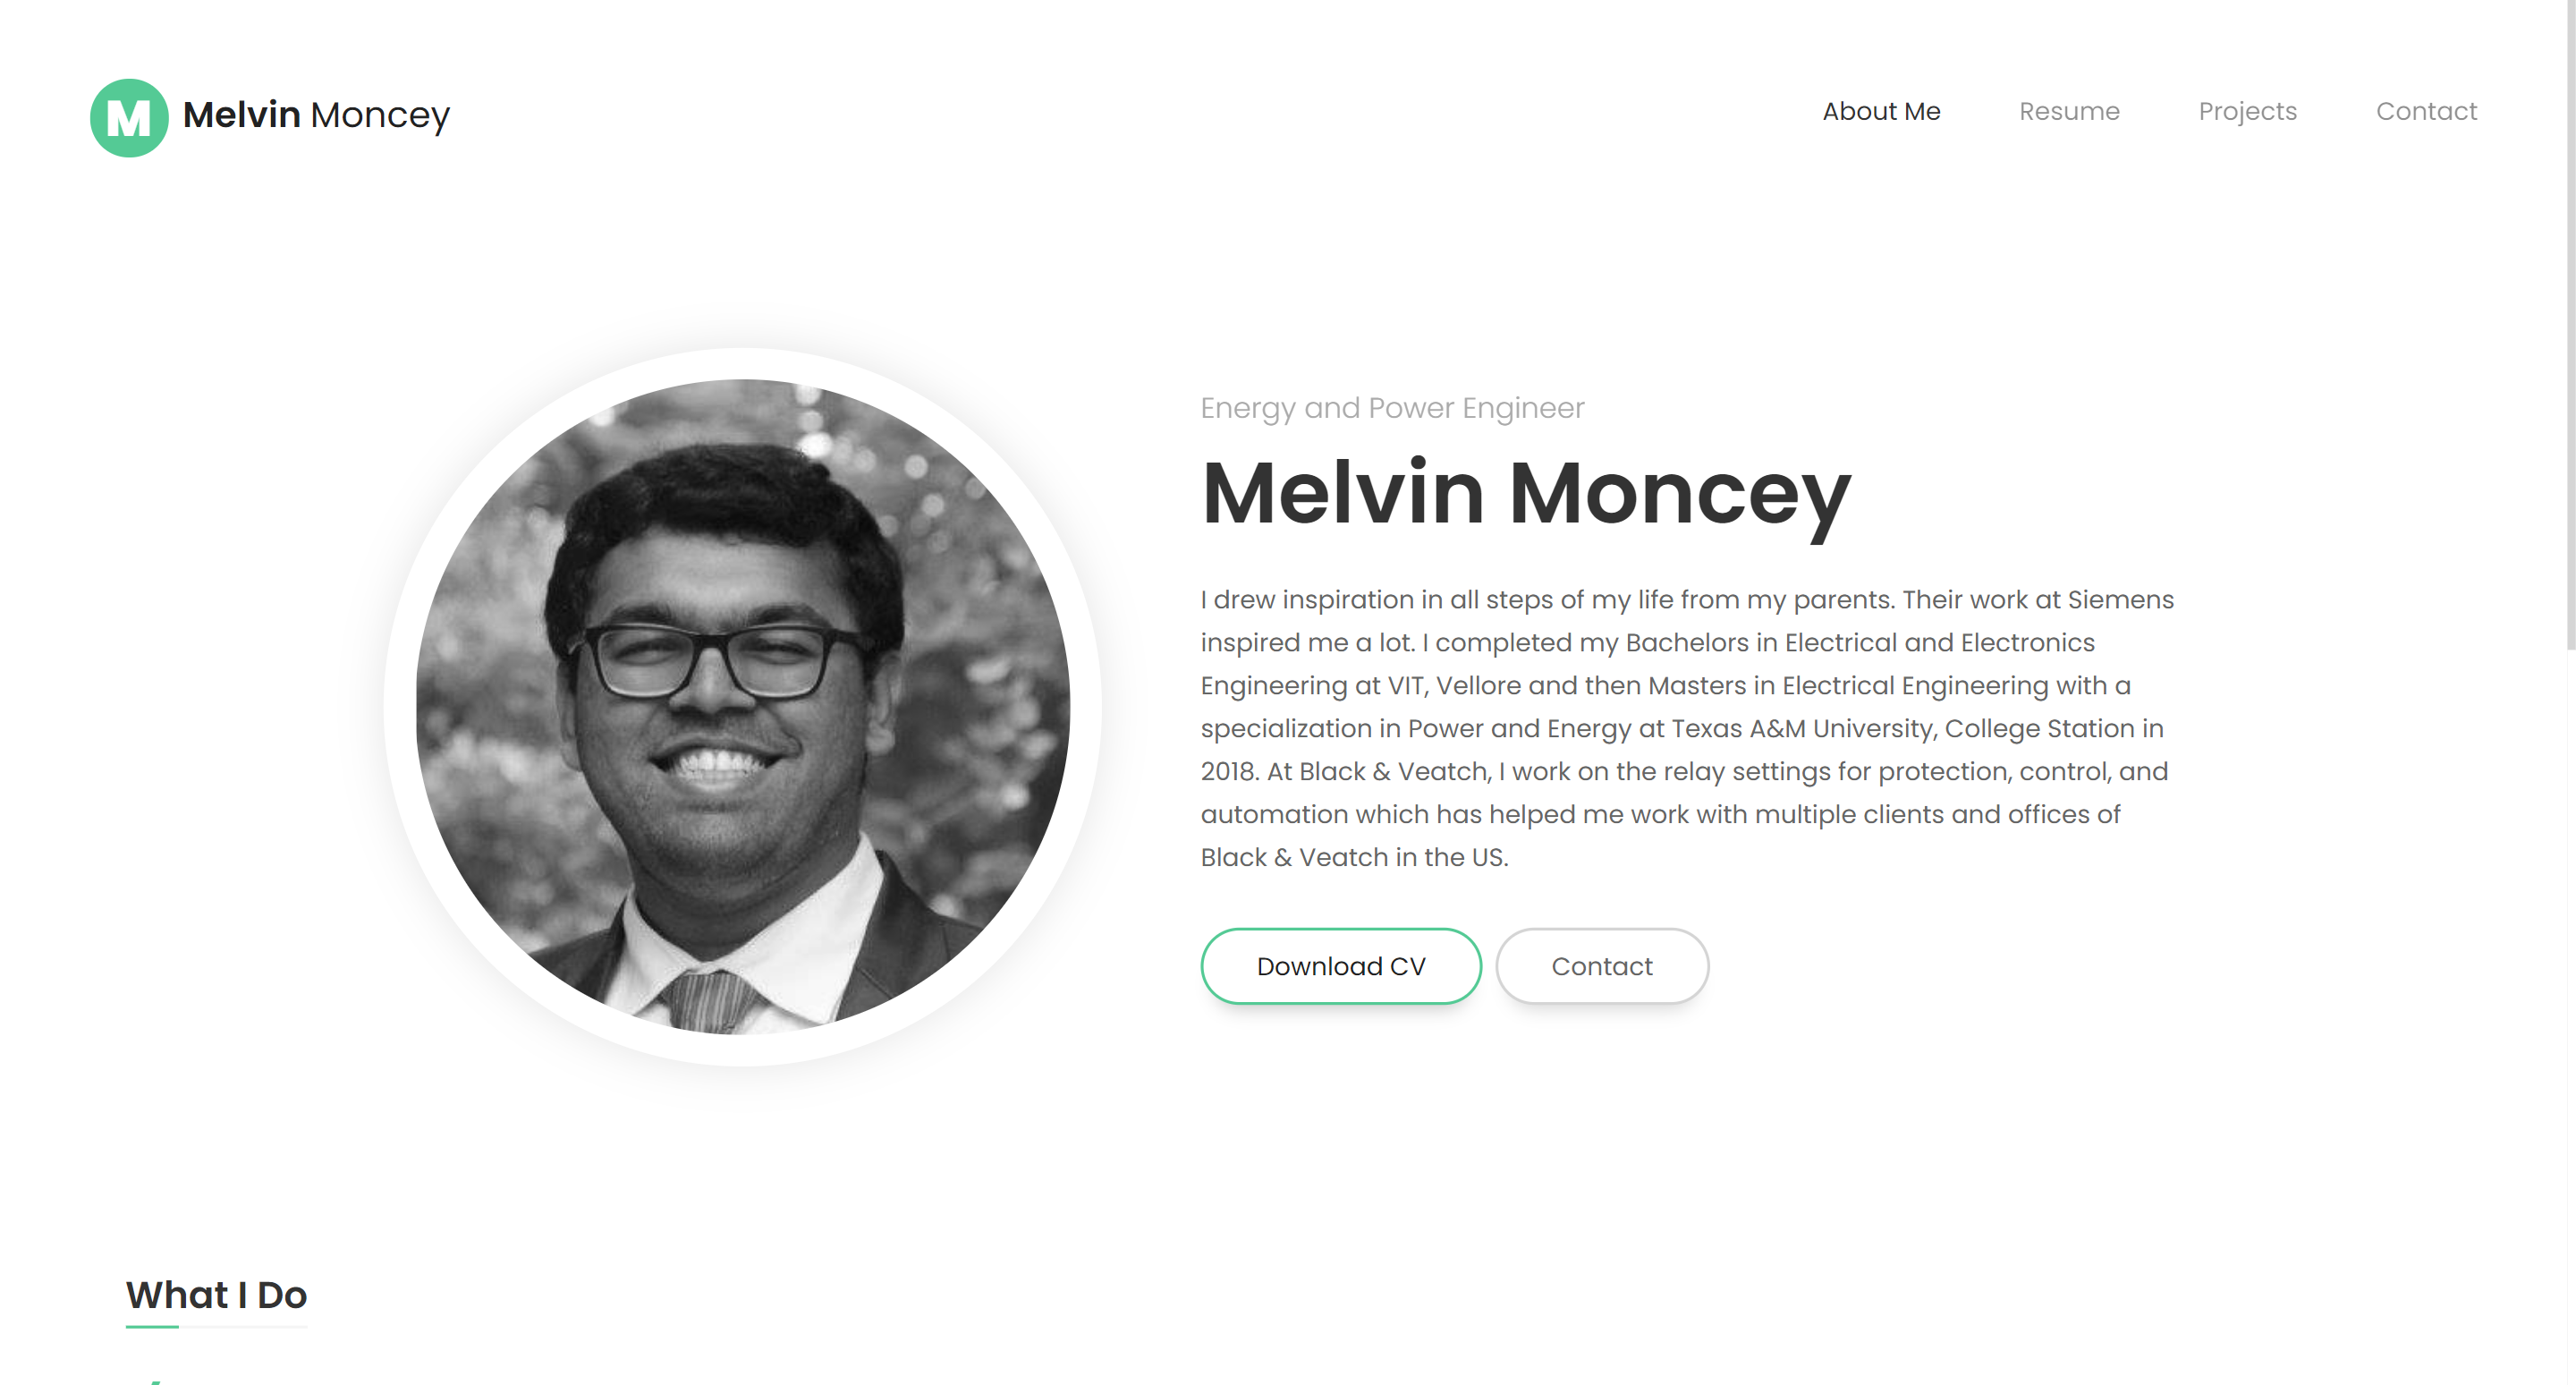 M Melvin Moncey
About Me Resume Projects Contact
Energy and Power Engineer
Melvin Moncey
I drew inspiration in all steps of my life from my parents. Their work at Siemens
inspired me a lot. I completed my Bachelors in Electrical and Electronics
Engineering at VIT, Vellore and then Masters in Electrical Engineering with a
specialization in Power and Energy at Texas A&M University, College Station in
2018. At Black & Veatch, I work on the relay settings for protection, control, and
automation which has helped me work with multiple clients and offices of
Black & Veatch in the US.
Download CV Contact
What I Do